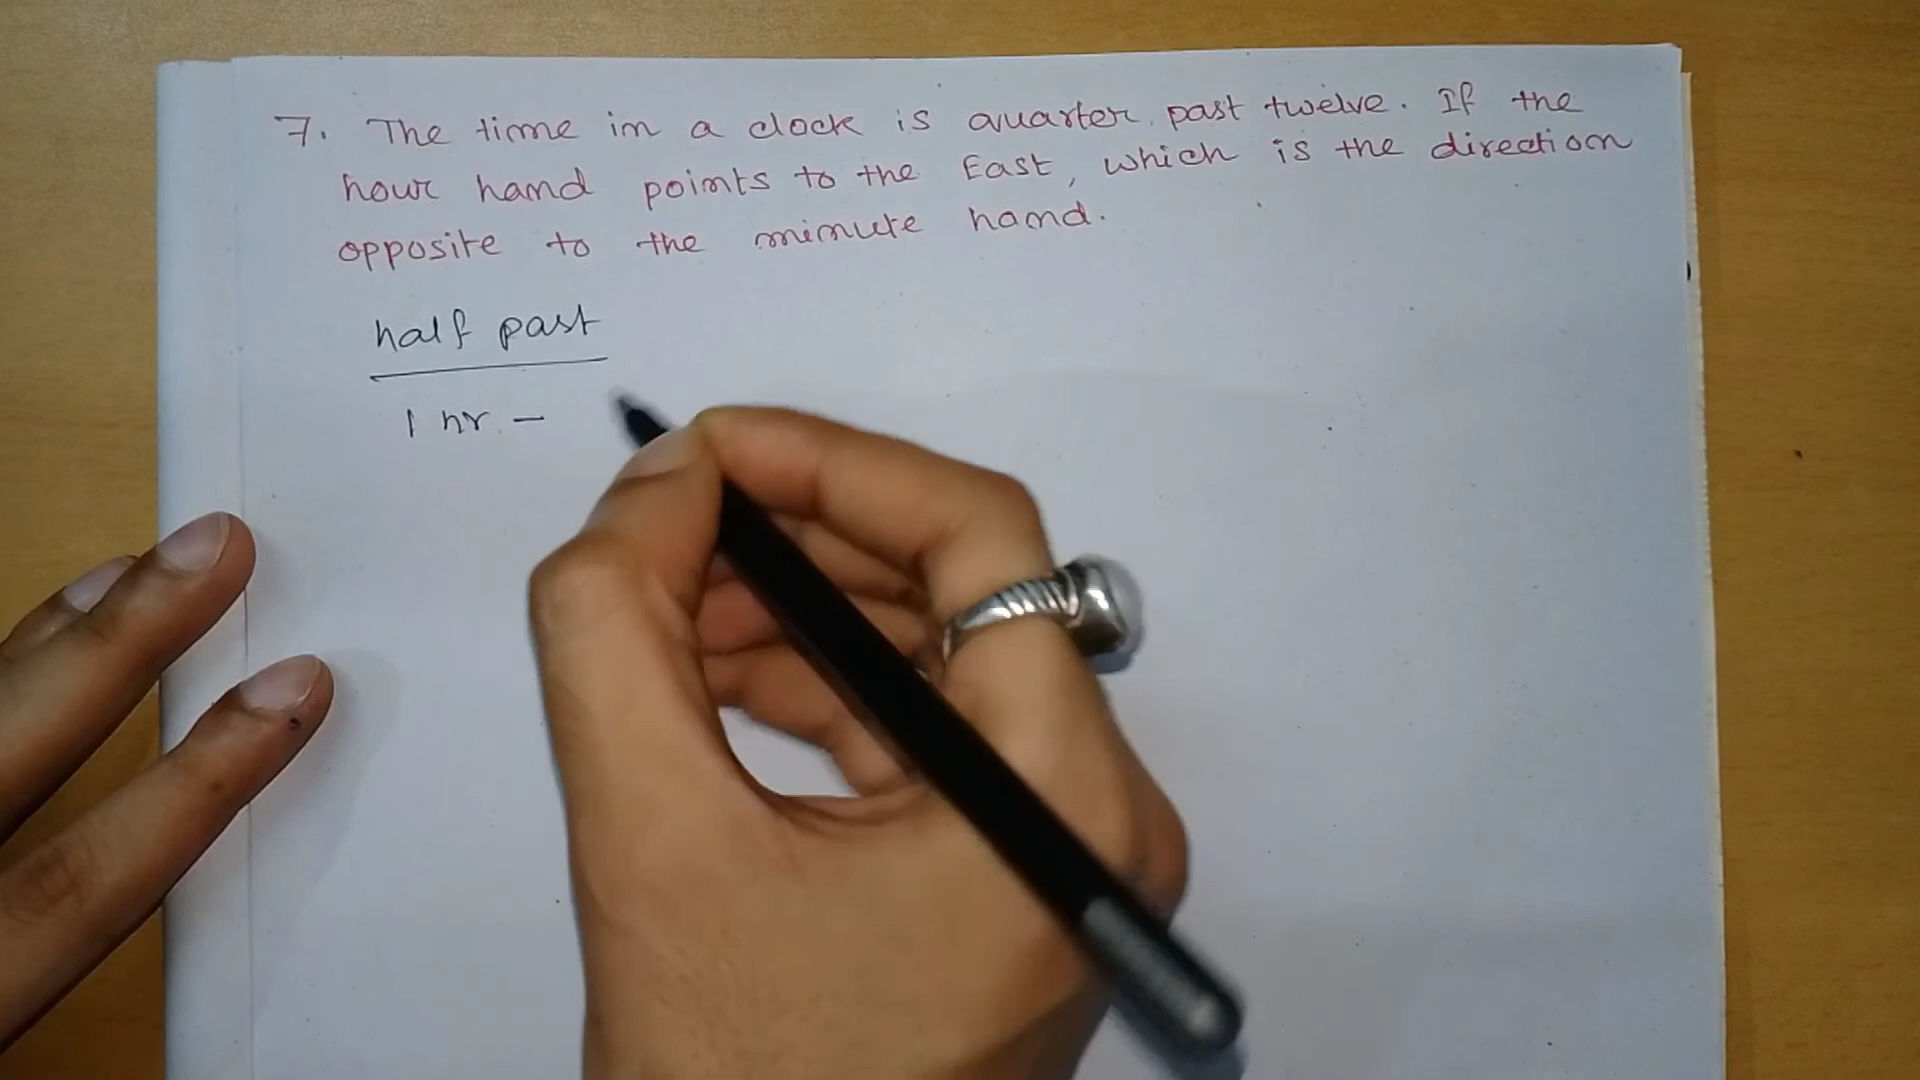 7. The time in a clock is quarter past twelve. If the
hour hand points to the East, which is the direction
opposite to the minute hand.
half past
1 hr -